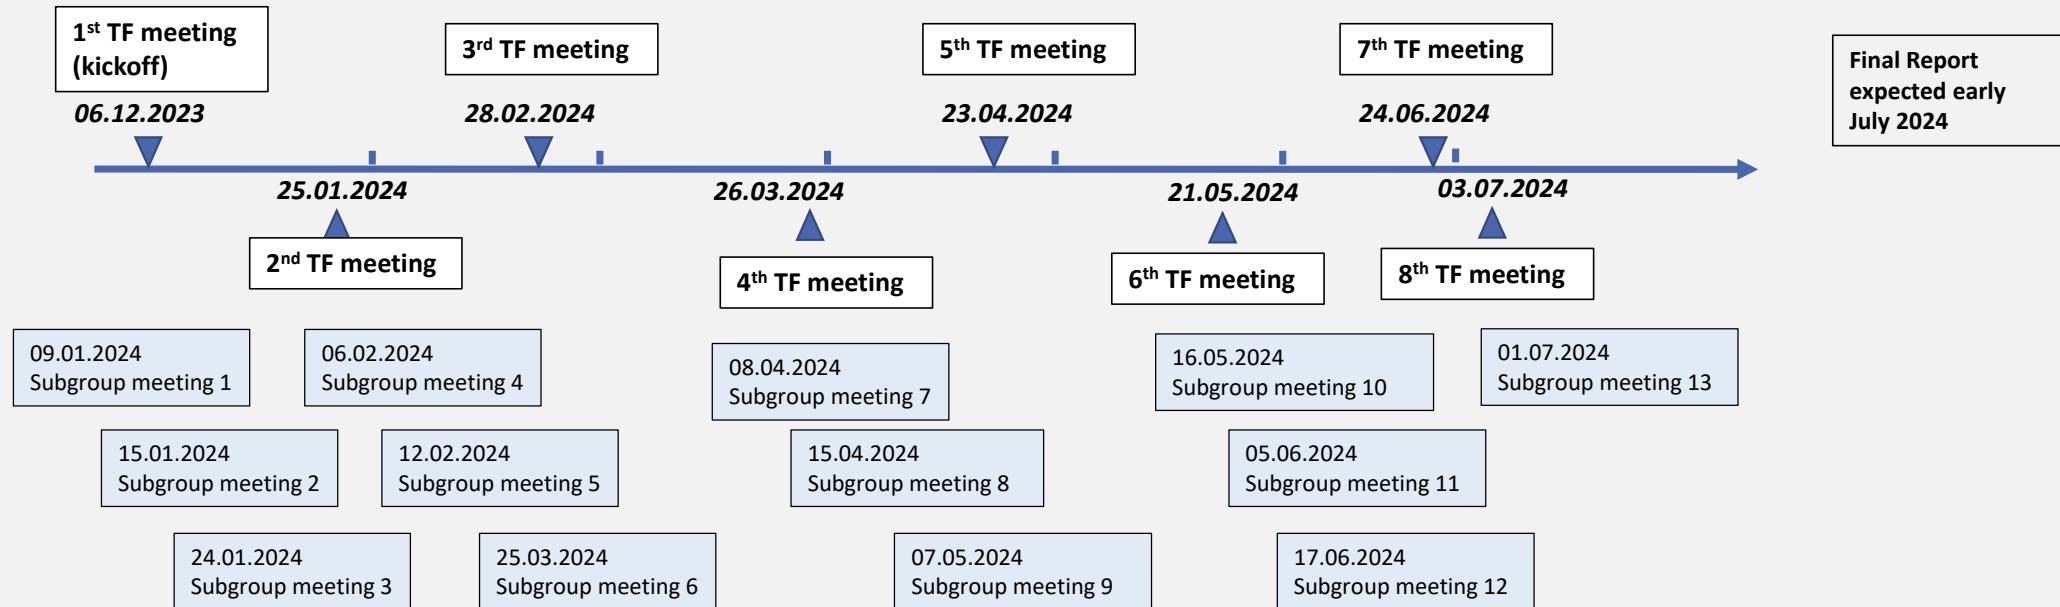 1st TF meeting
(kickoff)
06.12.2023
3rd TF meeting
28.02.2024
5th TF meeting
23.04.2024
7th TF meeting
24.06.2024
Final Report
expected early
July 2024
25.01.2024
2nd TF meeting
26.03.2024
4th TF meeting
21.05.2024
6th TF meeting
03.07.2024
8th TF meeting
09.01.2024
Subgroup meeting 1
15.01.2024
Subgroup meeting 2
24.01.2024
Subgroup meeting 3
06.02.2024
Subgroup meeting 4
12.02.2024
Subgroup meeting 5
25.03.2024
Subgroup meeting 6
08.04.2024
Subgroup meeting 7
15.04.2024
Subgroup meeting 8
07.05.2024
Subgroup meeting 9
16.05.2024
Subgroup meeting 10
05.06.2024
Subgroup meeting 11
17.06.2024
Subgroup meeting 12
01.07.2024
Subgroup meeting 13